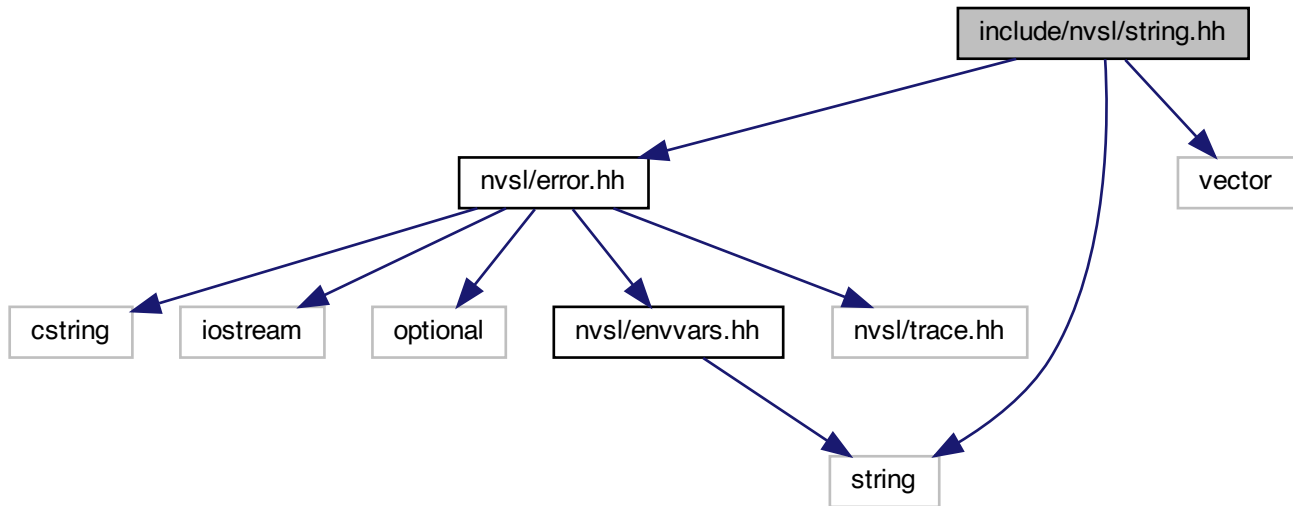 include/nvsl/string.hh
nvsl/error.hh
vector
cstring
iostream
optional
nvsl/envvars.hh
nvsl/trace.hh
string